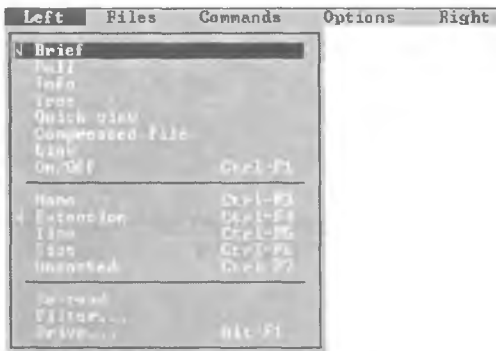 Left Files Commands Options Right
√ Brief
Full
Info
Tree
Quick view
Compressed file
Link
On/Off Ctrl-F1
Name Ctrl-F3
√ Extension Ctrl-F4
Time Ctrl-F5
Size Ctrl-F6
Unsorted Ctrl-F7
Re-read
Filter...
Drive... Alt-F1